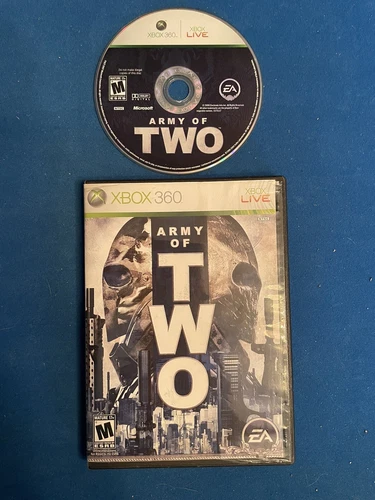 XBOX 360
XBOX
LIVE
M
ESRB
Microsoft
EA
ARMY OF
TWO
XBOX 360
XBOX
LIVE
ARMY
OF
TWO
MATURE 17+
M
ESRB
EA